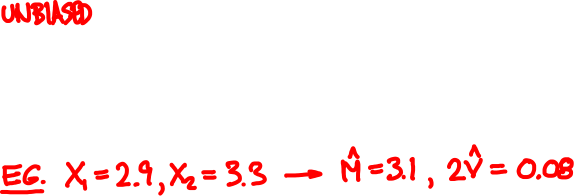 UNBIASED
EG. X₁ = 2.9, X₂ = 3.3 → M̂ = 3.1, 2V̂ = 0.08